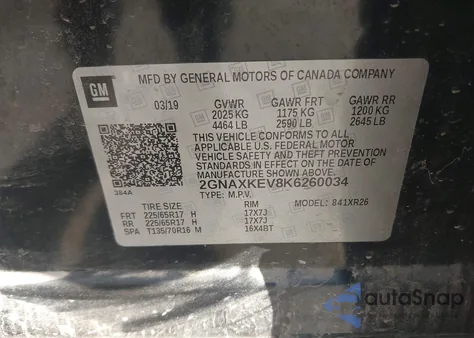 GM
MFD BY GENERAL MOTORS OF CANADA COMPANY
03/19 GVWR GAWR FRT GAWR RR
2025 KG 1175 KG 1200 KG
4464 LB 2590 LB 2645 LB
THIS VEHICLE CONFORMS TO ALL
APPLICABLE U.S. FEDERAL MOTOR
VEHICLE SAFETY AND THEFT PREVENTION
STANDARDS IN EFFECT ON THE DATE OF
MANUFACTURE SHOWN ABOVE.
2GNAXKEV8K6260034
384A TYPE: M.P.V. MODEL: 841XR26
TIRE SIZE RIM
FRT 225/65R17 H 17X7J
RR 225/65R17 H 17X7J
SPA T135/70R16 M 16X4BT
autoSnap